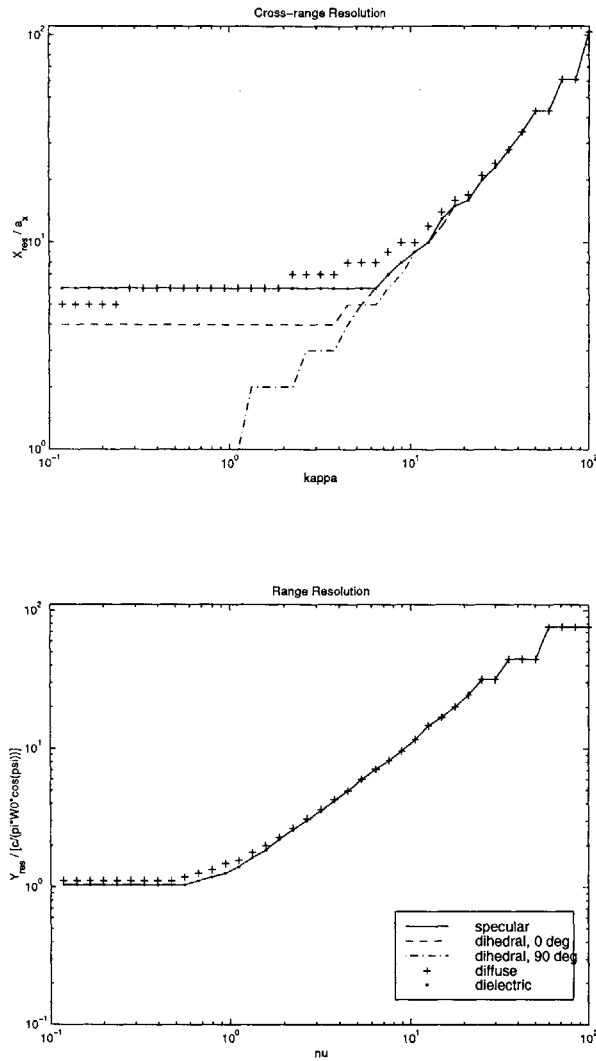 Cross-range Resolution
10^2
10^1
10^0
X_res / a_x
10^-1
10^0
10^1
10^2
kappa
Range Resolution
10^2
10^1
10^0
10^-1
Y_res / [c/(pi*W0*cos(psi))]
specular
dihedral, 0 deg
dihedral, 90 deg
diffuse
dielectric
10^-1
10^0
10^1
10^2
nu